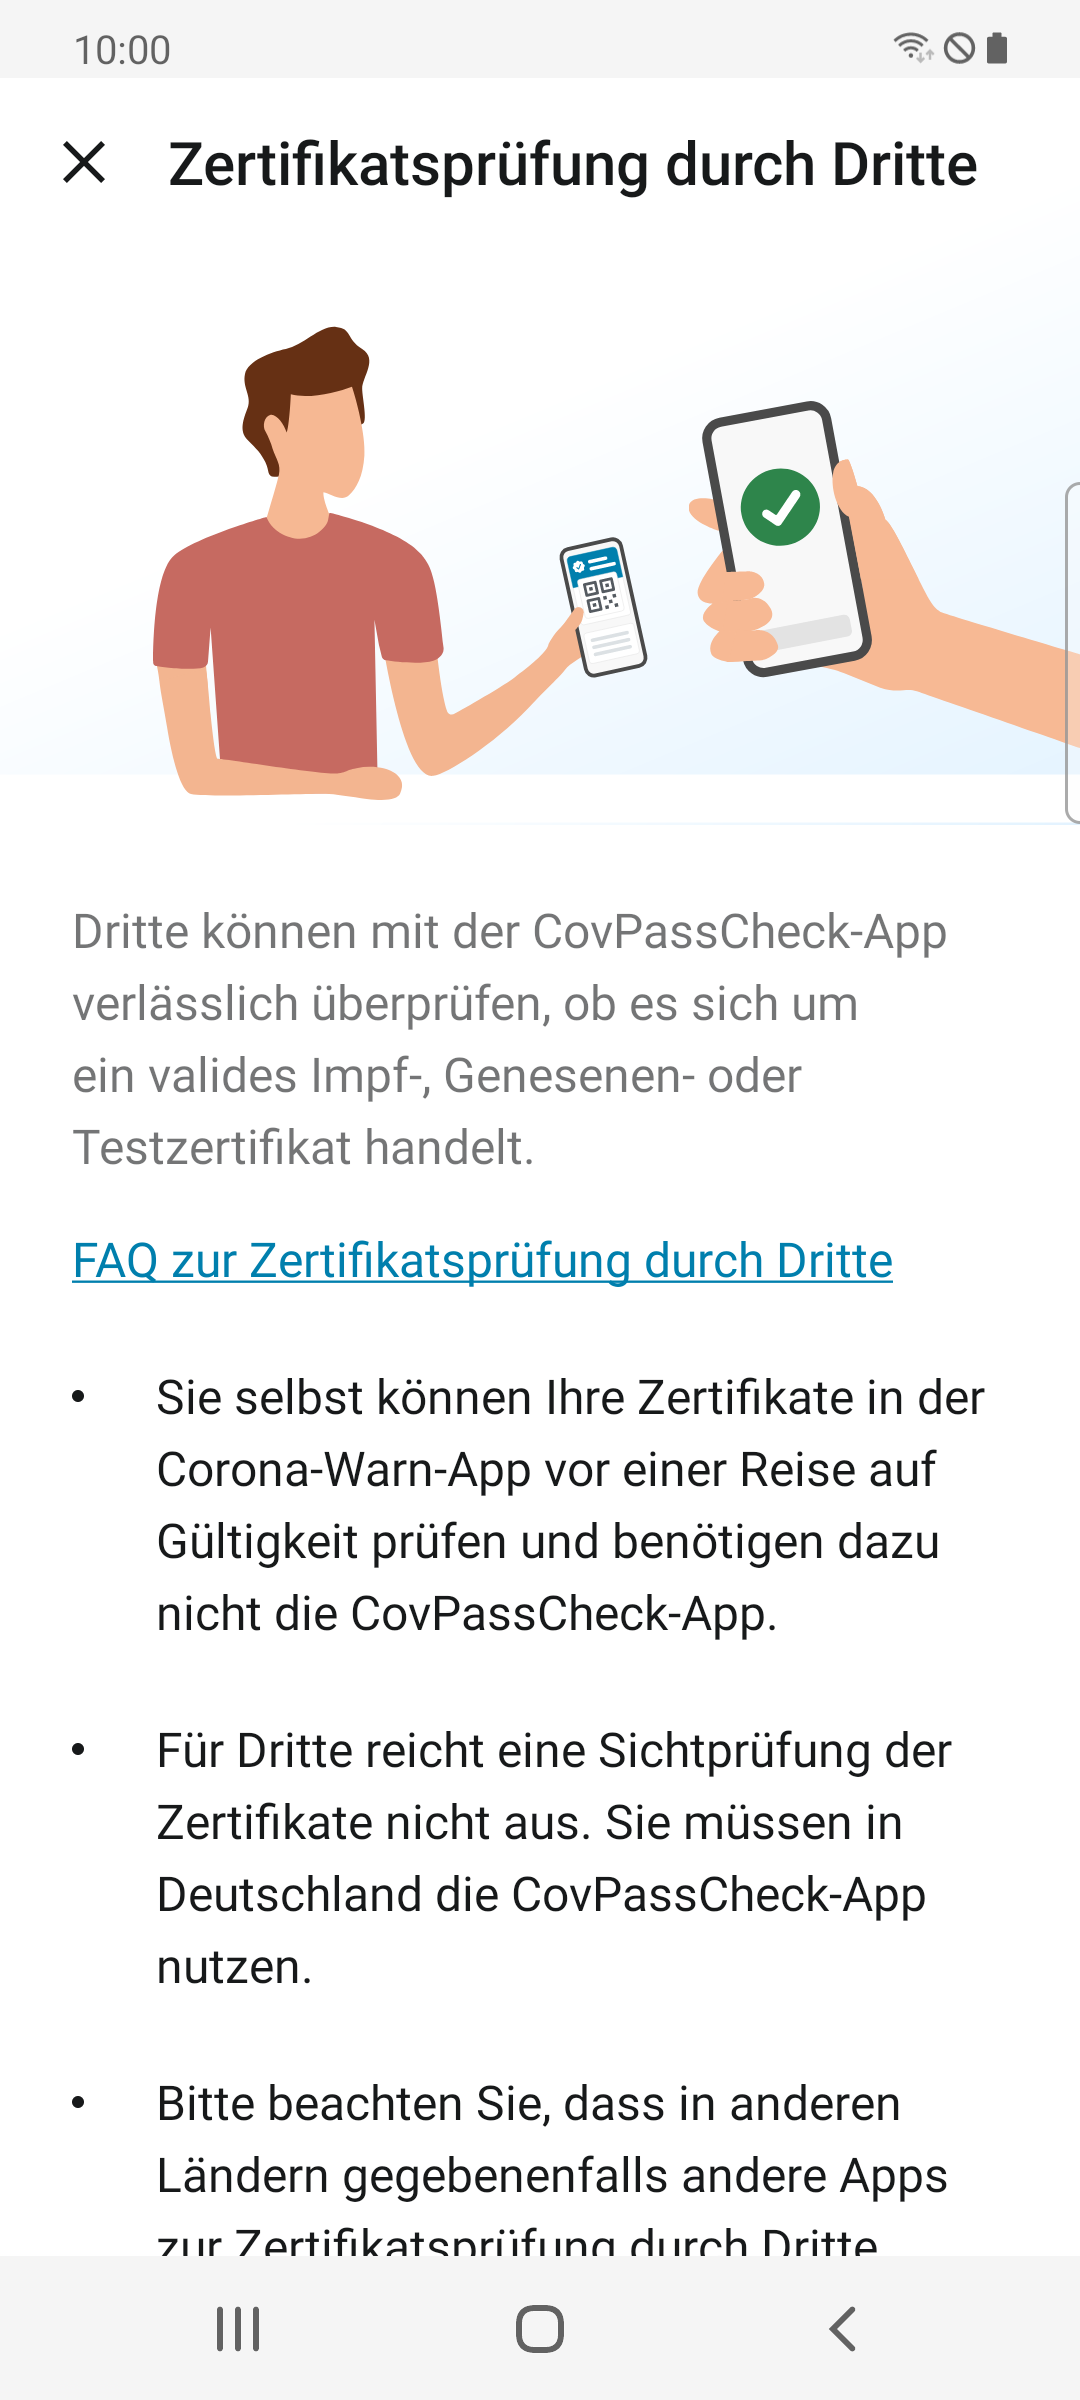 10:00
Zertifikatsprüfung durch Dritte
Dritte können mit der CovPassCheck-App
verlässlich überprüfen, ob es sich um
ein valides Impf-, Genesenen- oder
Testzertifikat handelt.
FAQ zur Zertifikatsprüfung durch Dritte
• Sie selbst können Ihre Zertifikate in der
Corona-Warn-App vor einer Reise auf
Gültigkeit prüfen und benötigen dazu
nicht die CovPassCheck-App.
• Für Dritte reicht eine Sichtprüfung der
Zertifikate nicht aus. Sie müssen in
Deutschland die CovPassCheck-App
nutzen.
• Bitte beachten Sie, dass in anderen
Ländern gegebenenfalls andere Apps
zur Zertifikatsprüfung durch Dritte